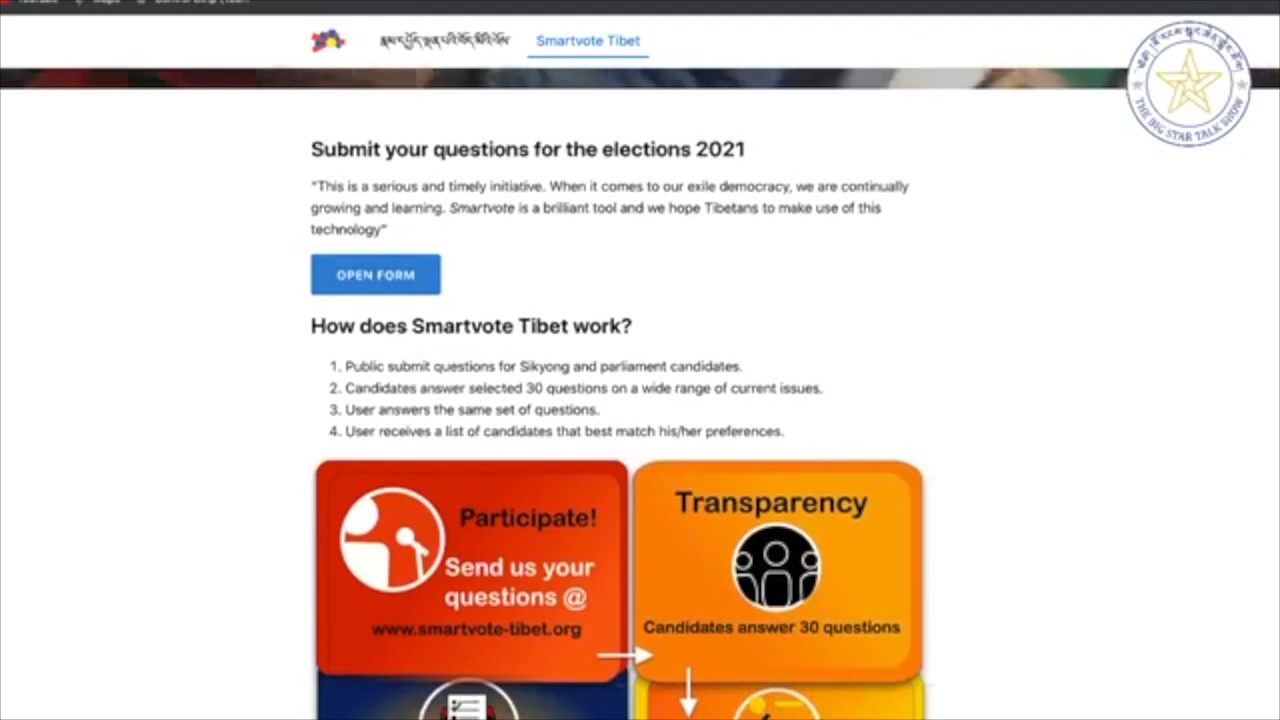 Smartvote Tibet
THE BIG STAR TALK SHOW
Submit your questions for the elections 2021
"This is a serious and timely initiative. When it comes to our exile democracy, we are continually
growing and learning. Smartvote is a brilliant tool and we hope Tibetans to make use of this
technology"
OPEN FORM
How does Smartvote Tibet work?
1. Public submit questions for Sikyong and parliament candidates.
2. Candidates answer selected 30 questions on a wide range of current issues.
3. User answers the same set of questions.
4. User receives a list of candidates that best match his/her preferences.
Participate!
Send us your
questions @
www.smartvote-tibet.org
Transparency
Candidates answer 30 questions